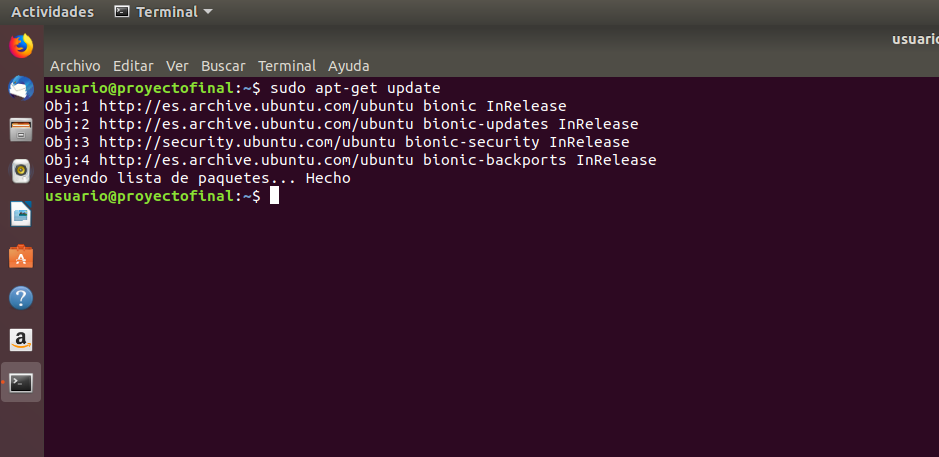 Actividades Terminal
usuario
Archivo Editar Ver Buscar Terminal Ayuda
usuario@proyectofinal:~$ sudo apt-get update
Obj:1 http://es.archive.ubuntu.com/ubuntu bionic InRelease
Obj:2 http://es.archive.ubuntu.com/ubuntu bionic-updates InRelease
Obj:3 http://security.ubuntu.com/ubuntu bionic-security InRelease
Obj:4 http://es.archive.ubuntu.com/ubuntu bionic-backports InRelease
Leyendo lista de paquetes... Hecho
usuario@proyectofinal:~$